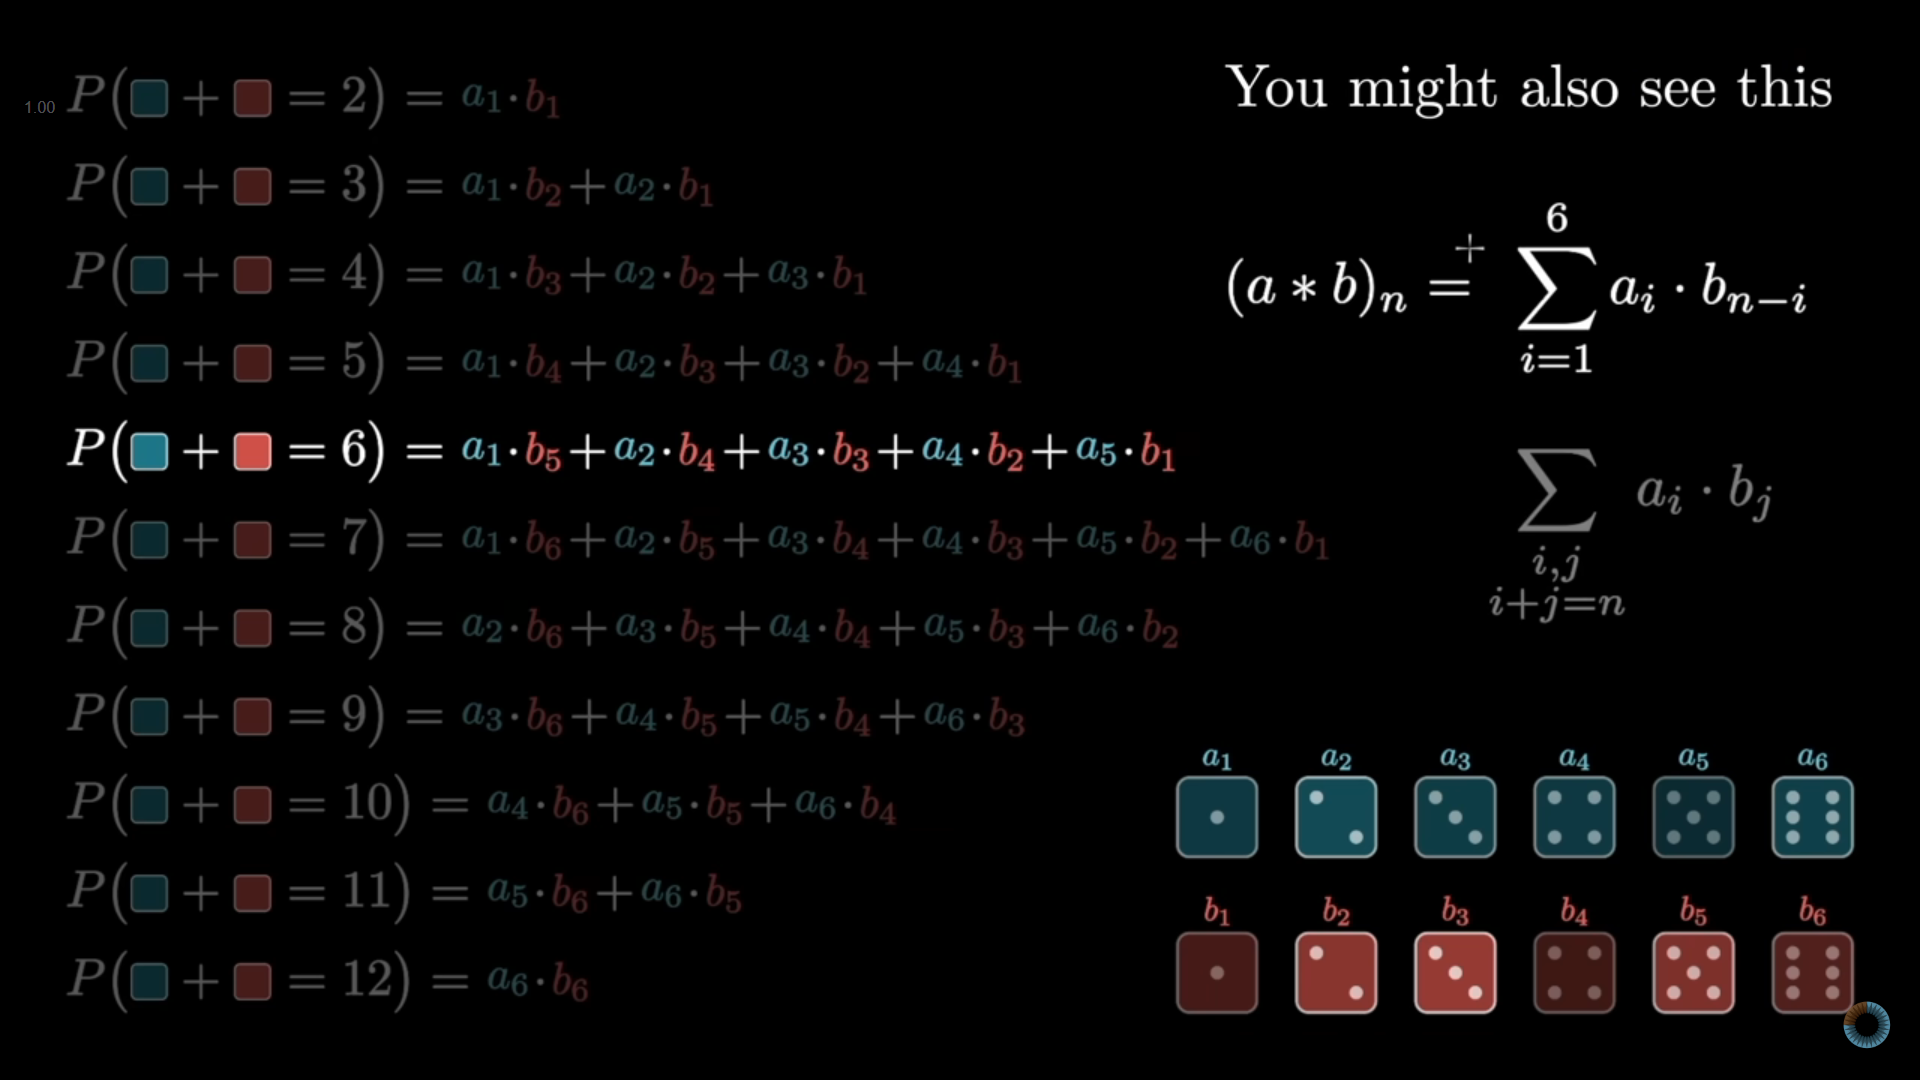 1.00
P(□ + □ = 2) = a₁·b₁
P(□ + □ = 3) = a₁·b₂+a₂·b₁
P(□ + □ = 4) = a₁·b₃+a₂·b₂+a₃·b₁
P(□ + □ = 5) = a₁·b₄+a₂·b₃+a₃·b₂+a₄·b₁
P(□ + □ = 6) = a₁·b₅+a₂·b₄+a₃·b₃+a₄·b₂+a₅·b₁
P(□ + □ = 7) = a₁·b₆+a₂·b₅+a₃·b₄+a₄·b₃+a₅·b₂+a₆·b₁
P(□ + □ = 8) = a₂·b₆+a₃·b₅+a₄·b₄+a₅·b₃+a₆·b₂
P(□ + □ = 9) = a₃·b₆+a₄·b₅+a₅·b₄+a₆·b₃
P(□ + □ = 10) = a₄·b₆+a₅·b₅+a₆·b₄
P(□ + □ = 11) = a₅·b₆+a₆·b₅
P(□ + □ = 12) = a₆·b₆
You might also see this
6
(a * b)ₙ = ∑ aᵢ · bₙ₋ᵢ
i=1
∑ aᵢ · bⱼ
i,j
i+j=n
a₁ a₂ a₃ a₄ a₅ a₆
b₁ b₂ b₃ b₄ b₅ b₆